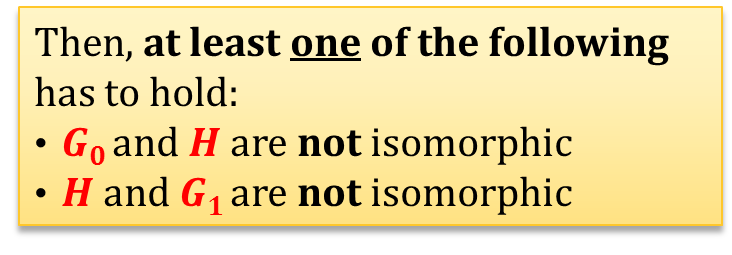 Then, at least one of the following
has to hold:
• G₀ and H are not isomorphic
• H and G₁ are not isomorphic